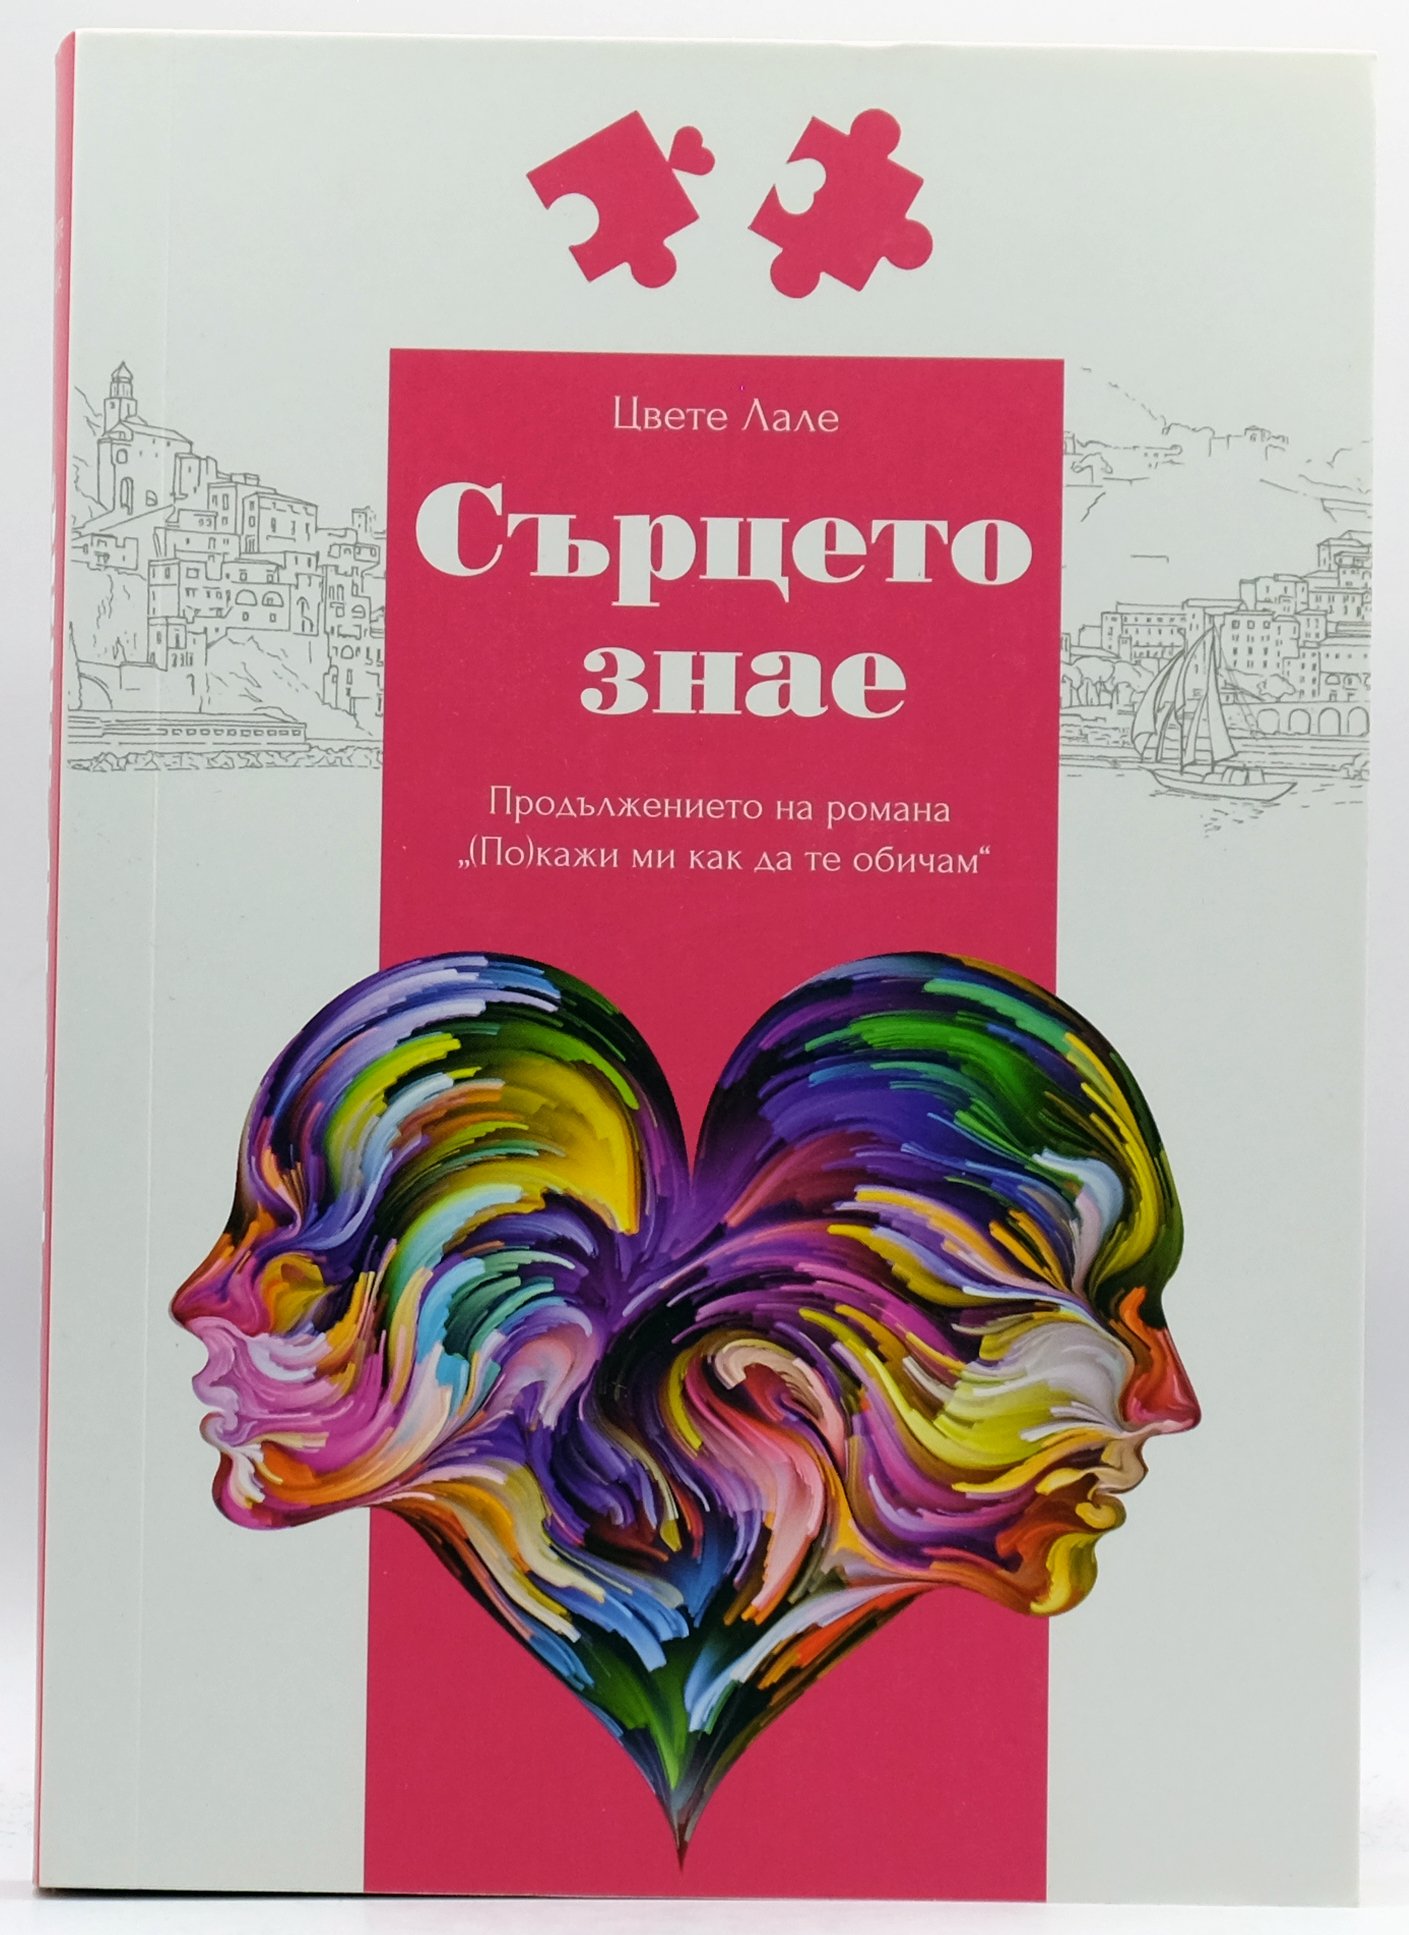 Цвете Лале
Сърцето
знае
Продължението на романа
„(По)кажи ми как да те обичам“